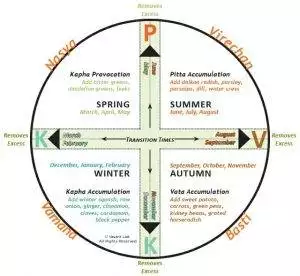 Removes
Excess
Nasya
Virechan
P
June
May
Kapha Provocation
Add bitter greens,
dandelion greens, leeks
SPRING
March, April, May
Pitta Accumulation
Add daikon radish, parsley,
parsnips, dill, water cress
SUMMER
June, July, August
Removes
Excess
K
March
February
TRANSITION TIMES
August
September
V
Removes
Excess
December, January, February
WINTER
Kapha Accumulation
Add winter squash, raw
onion, ginger, cinnamon,
cloves, cardamom,
black pepper
September, October, November
AUTUMN
Vata Accumulation
Add sweet potato,
carrots, green peas,
kidney beans, grated
horseradish
November
December
All Rights Reserved
K
Vamana
Basti
Removes
Excess